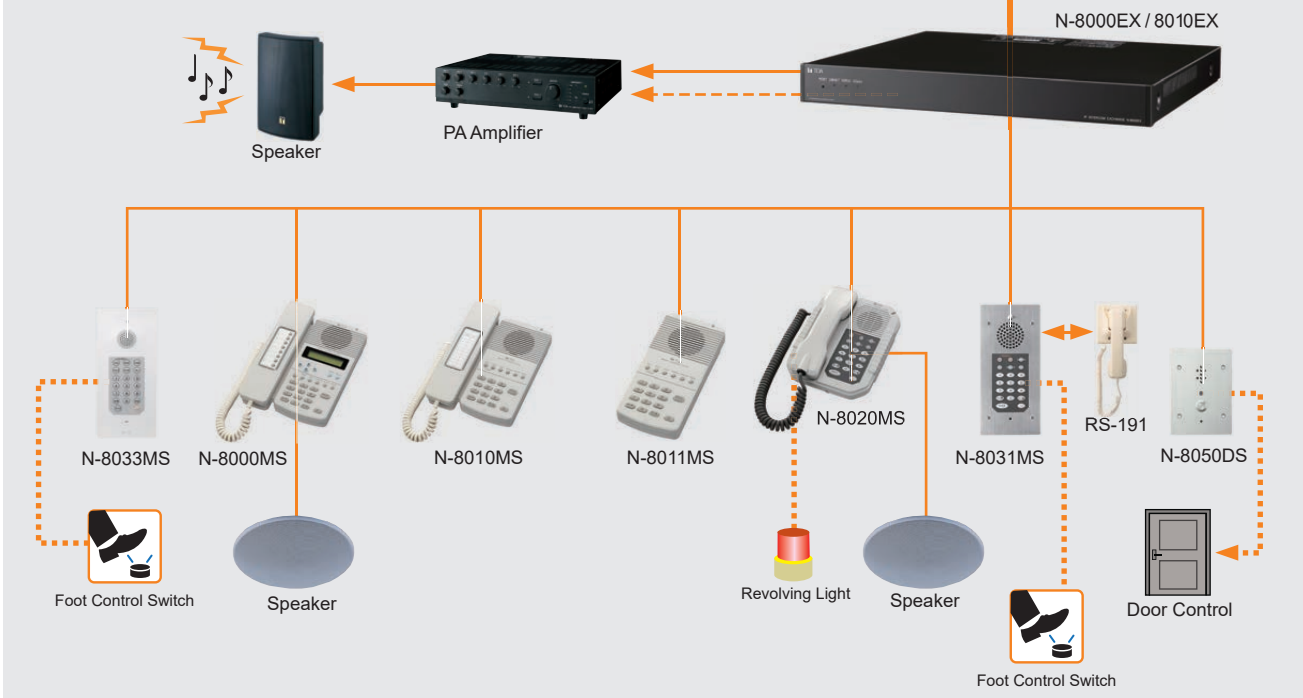 N-8000EX / 8010EX
TOA
PA Amplifier
Speaker
N-8033MS
N-8000MS
N-8010MS
N-8011MS
N-8020MS
N-8031MS
RS-191
N-8050DS
Foot Control Switch
Speaker
Revolving Light
Speaker
Door Control
Foot Control Switch